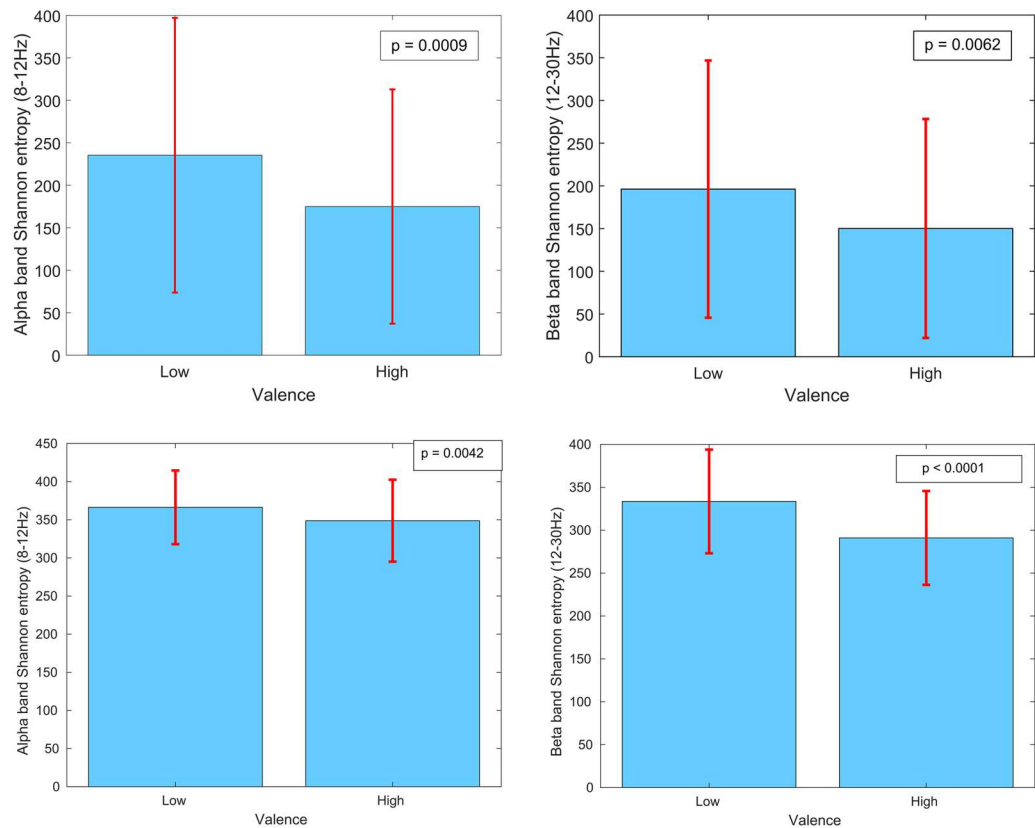 Alpha band Shannon entropy (8-12Hz)
400
350
300
250
200
150
100
50
0
p = 0.0009
Low
High
Valence
Beta band Shannon entropy (12-30Hz)
400
350
300
250
200
150
100
50
0
p = 0.0062
Low
High
Valence
Alpha band Shannon entropy (8-12Hz)
450
400
350
300
250
200
150
100
50
0
p = 0.0042
Low
High
Valence
Beta band Shannon entropy (12-30Hz)
400
350
300
250
200
150
100
50
0
p < 0.0001
Low
High
Valence